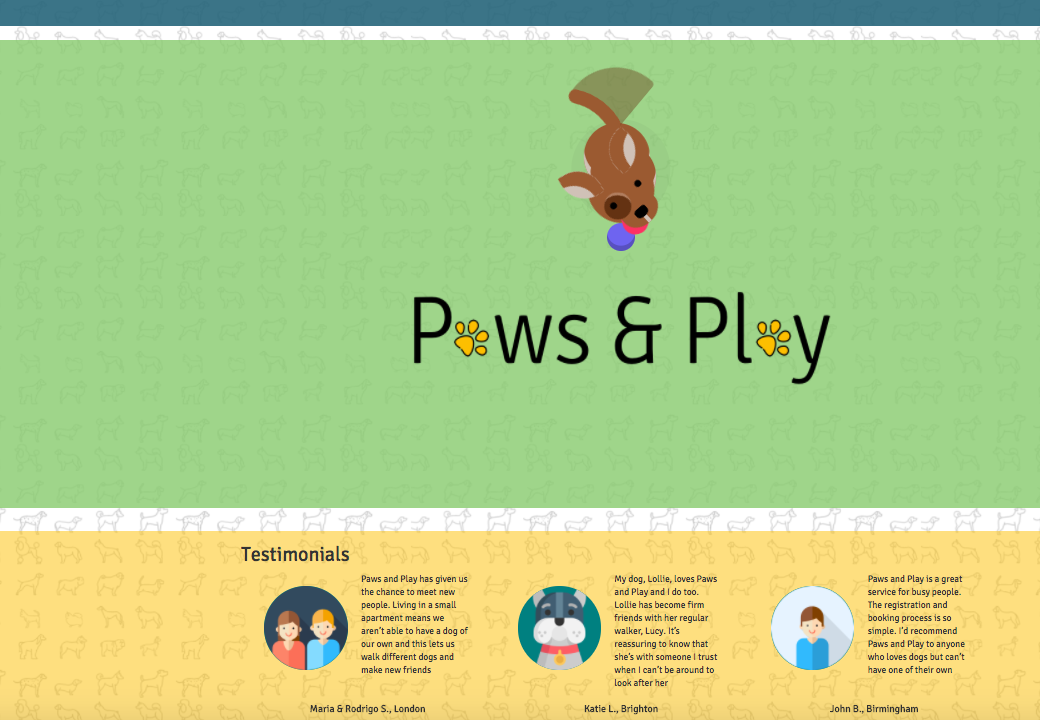 Paws & Play
Testimonials
Paws and Play has given us
the chance to meet new
people. Living in a small
apartment means we
aren't able to have a dog of
our own and this lets us
walk different dogs and
make new friends
Maria & Rodrigo S., London
My dog, Lollie, loves Paws
and Play and I do too.
Lollie has become firm
friends with her regular
walker, Lucy. It's
reassuring to know that
she's with someone I trust
when I can't be around to
look after her
Katie L., Brighton
Paws and Play is a great
service for busy people.
The registration and
booking process is so
simple. I'd recommend
Paws and Play to anyone
who loves dogs but can't
have one of their own
John B., Birmingham